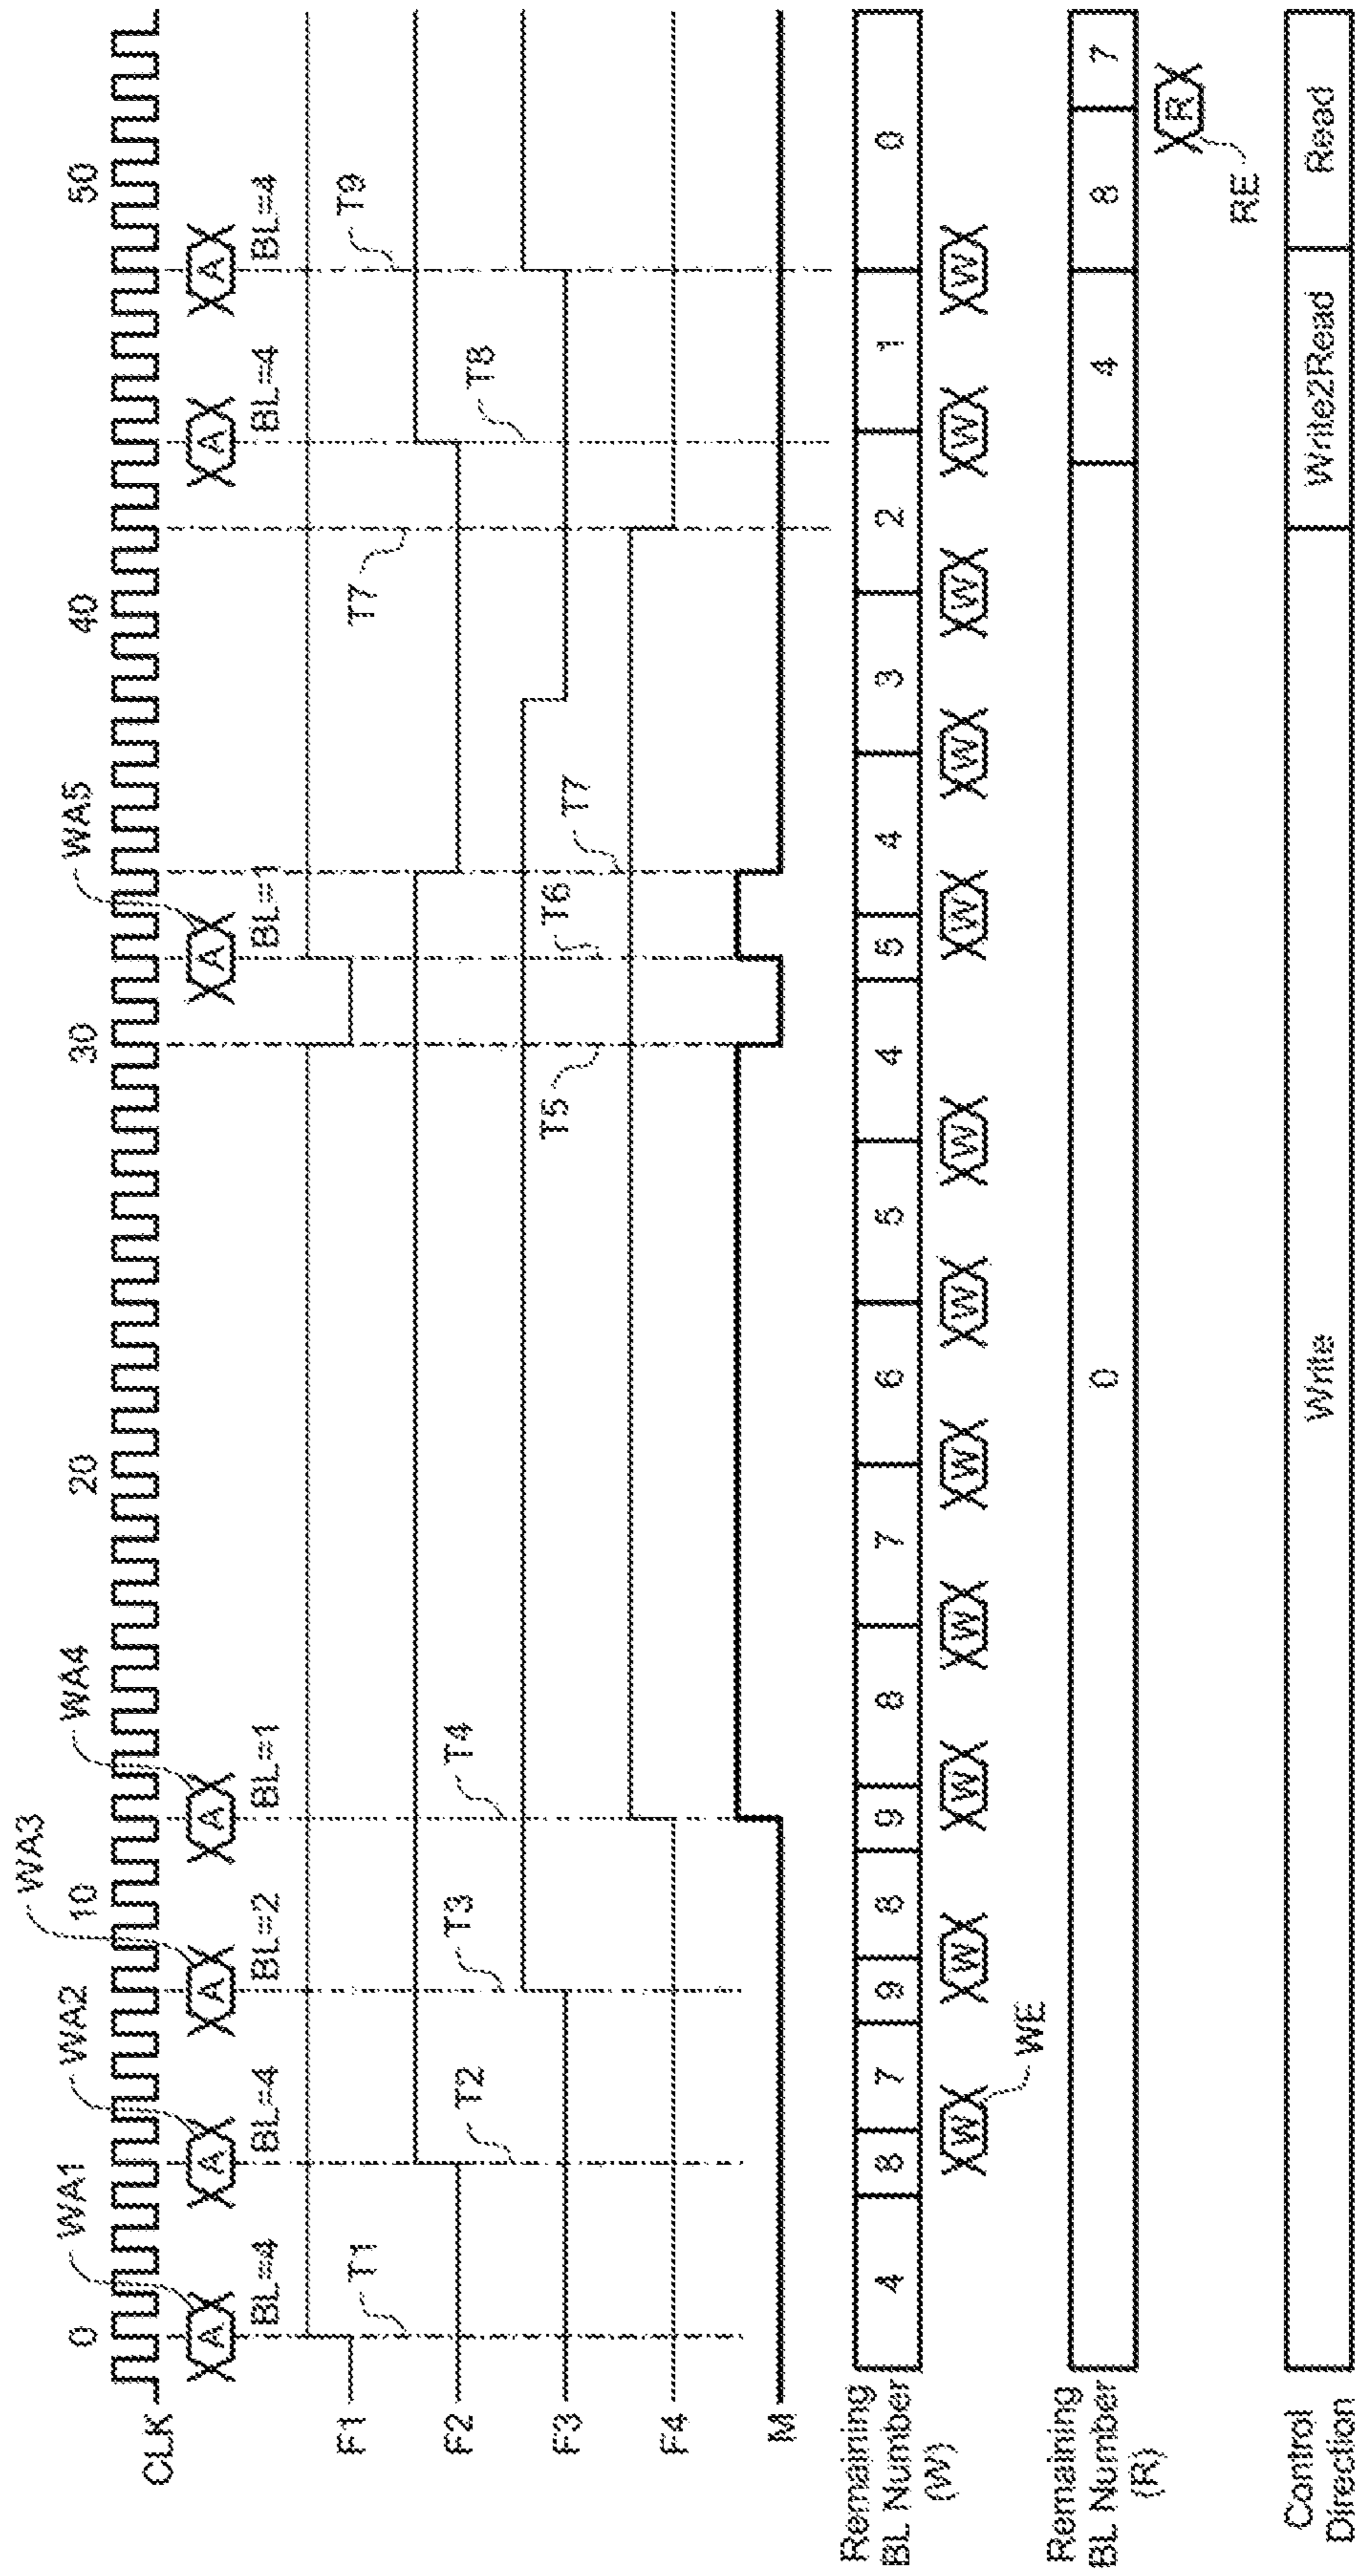 0 10 20 30 40 50
WA1 WA2 WA3 WA4 WA5
CLK
A A A A A A A
BL=4 BL=4 BL=2 BL=1 BL=1 BL=4 BL=4
F1
T1 T7 T9
F2
T2 T3 T4 T8
F3
T5 T6 T7
F4
M
Remaining
BL Number
(W)
4 8 7 9 8 9 8 7 6 5 4 5 4 3 2 1 0
W W W W W W W W W W W W W
WE
Remaining
BL Number
(R)
0 4 8 7
R
RE
Control
Direction
Write Write2Read Read